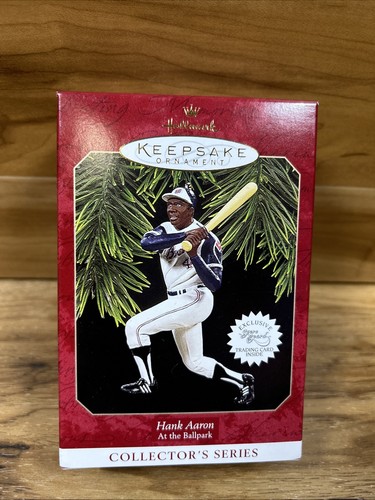 Hallmark
KEEPSAKE
ORNAMENT
EXCLUSIVE
TRADING CARD
INSIDE
Hank Aaron
At the Ballpark
COLLECTOR'S SERIES